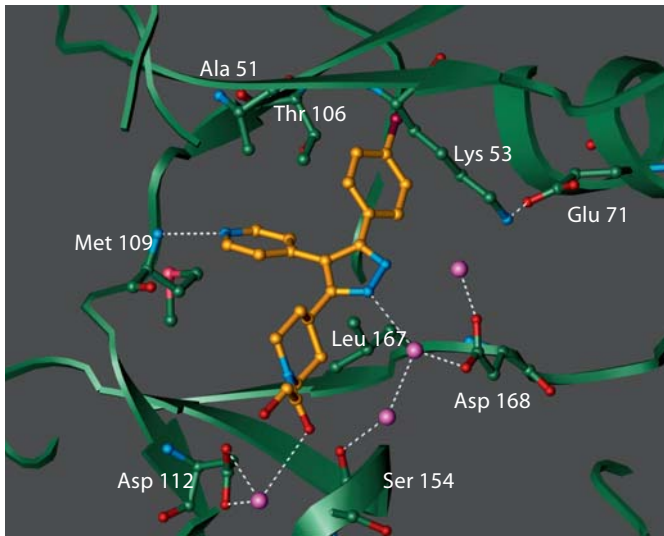 Ala 51
Thr 106
Lys 53
Glu 71
Met 109
Leu 167
Asp 168
Asp 112
Ser 154